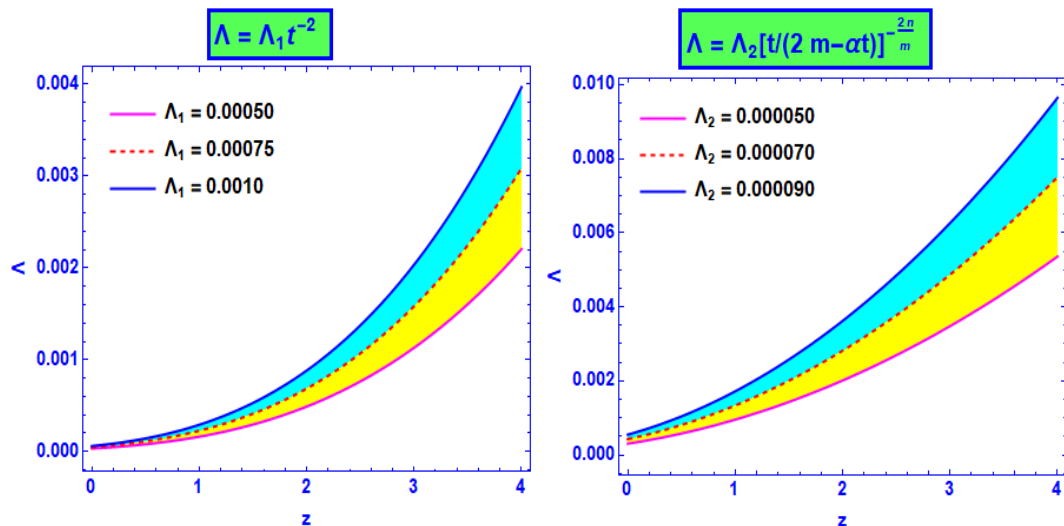 Λ = Λ₁t⁻²
0.004
0.003
0.002
0.001
0.000
Λ
Λ₁ = 0.00050
Λ₁ = 0.00075
Λ₁ = 0.0010
0 1 2 3 4
z
Λ = Λ₂[t/(2 m-αt)]^-2n/m
0.010
0.008
0.006
0.004
0.002
0.000
Λ
Λ₂ = 0.000050
Λ₂ = 0.000070
Λ₂ = 0.000090
0 1 2 3 4
z